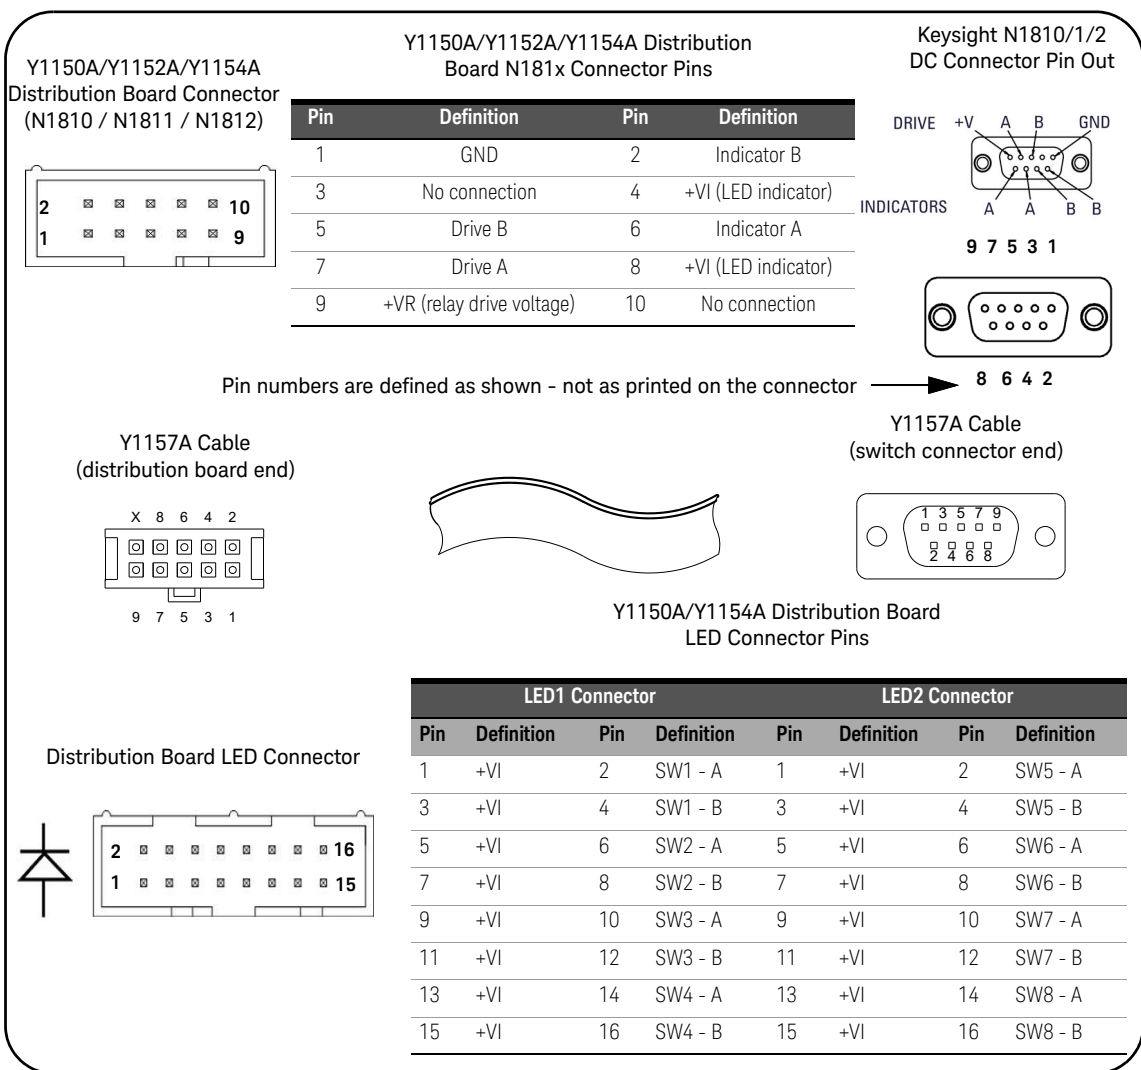 Y1150A/Y1152A/Y1154A
Distribution Board Connector
(N1810 / N1811 / N1812)
2 10
1 9
Y1150A/Y1152A/Y1154A Distribution
Board N181x Connector Pins
Pin Definition Pin Definition
1 GND 2 Indicator B
3 No connection 4 +VI (LED indicator)
5 Drive B 6 Indicator A
7 Drive A 8 +VI (LED indicator)
9 +VR (relay drive voltage) 10 No connection
Keysight N1810/1/2
DC Connector Pin Out
DRIVE +V A B GND
INDICATORS A A B B
9 7 5 3 1
8 6 4 2
Pin numbers are defined as shown - not as printed on the connector
Y1157A Cable
(distribution board end)
X 8 6 4 2
9 7 5 3 1
Y1157A Cable
(switch connector end)
1 3 5 7 9
2 4 6 8
Y1150A/Y1154A Distribution Board
LED Connector Pins
Distribution Board LED Connector
2 16
1 15
LED1 Connector LED2 Connector
Pin Definition Pin Definition Pin Definition Pin Definition
1 +VI 2 SW1 - A 1 +VI 2 SW5 - A
3 +VI 4 SW1 - B 3 +VI 4 SW5 - B
5 +VI 6 SW2 - A 5 +VI 6 SW6 - A
7 +VI 8 SW2 - B 7 +VI 8 SW6 - B
9 +VI 10 SW3 - A 9 +VI 10 SW7 - A
11 +VI 12 SW3 - B 11 +VI 12 SW7 - B
13 +VI 14 SW4 - A 13 +VI 14 SW8 - A
15 +VI 16 SW4 - B 15 +VI 16 SW8 - B